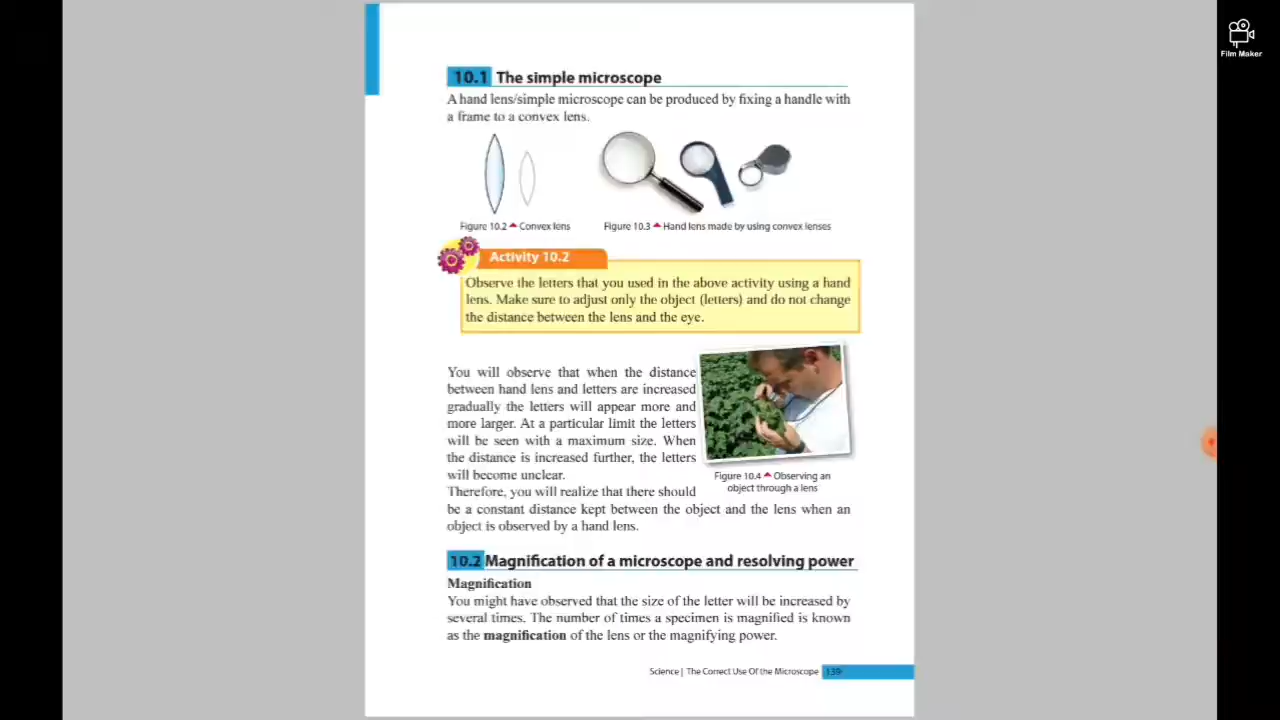 Film Maker
10.1 The simple microscope
A hand lens/simple microscope can be produced by fixing a handle with
a frame to a convex lens.
Figure 10.2 ▲ Convex lens
Figure 10.3 ▲ Hand lens made by using convex lenses
Activity 10.2
Observe the letters that you used in the above activity using a hand
lens. Make sure to adjust only the object (letters) and do not change
the distance between the lens and the eye.
You will observe that when the distance
between hand lens and letters are increased
gradually the letters will appear more and
more larger. At a particular limit the letters
will be seen with a maximum size. When
the distance is increased further, the letters
will become unclear.
Figure 10.4 ▲ Observing an
object through a lens
Therefore, you will realize that there should
be a constant distance kept between the object and the lens when an
object is observed by a hand lens.
10.2 Magnification of a microscope and resolving power
Magnification
You might have observed that the size of the letter will be increased by
several times. The number of times a specimen is magnified is known
as the magnification of the lens or the magnifying power.
Science | The Correct Use Of the Microscope 139